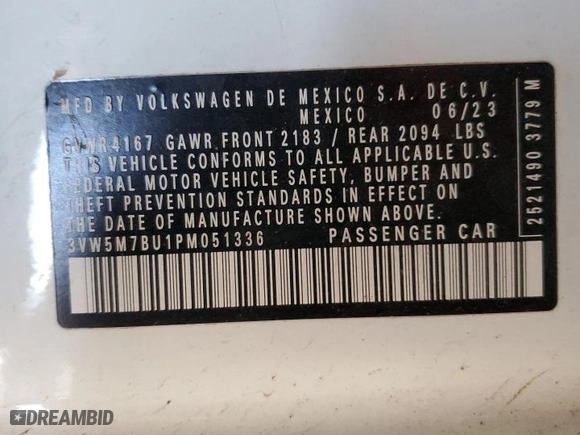 MFD BY VOLKSWAGEN DE MEXICO S.A. DE C.V.
MEXICO 06/23
GVWR 4167 GAWR FRONT 2183 / REAR 2094 LBS
THIS VEHICLE CONFORMS TO ALL APPLICABLE U.S.
FEDERAL MOTOR VEHICLE SAFETY, BUMPER AND
THEFT PREVENTION STANDARDS IN EFFECT ON
THE DATE OF MANUFACTURE SHOWN ABOVE.
3VW5M7BU1PM051336 PASSENGER CAR
2521490 3779 M
DREAMBID